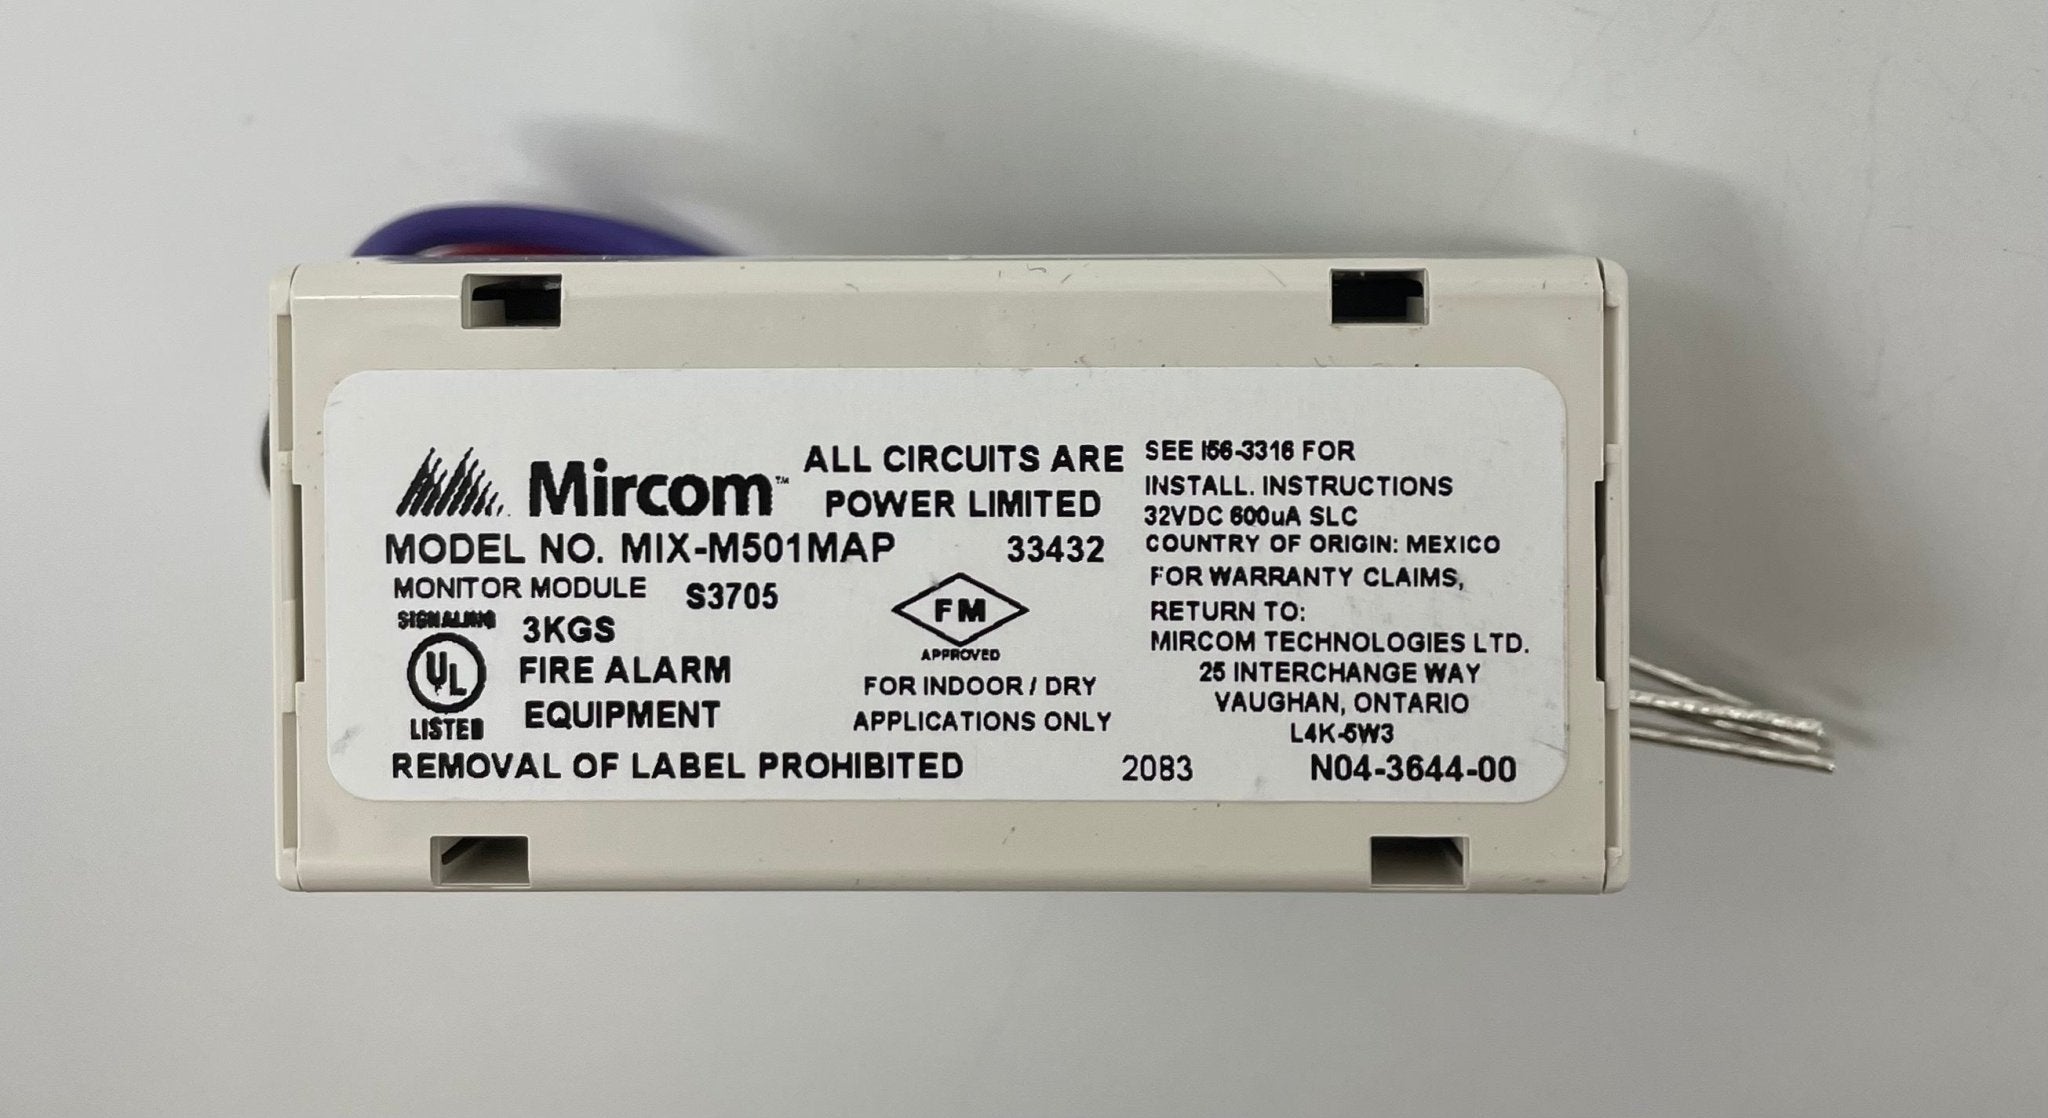 Mircom™
ALL CIRCUITS ARE
POWER LIMITED
MODEL NO. MIX-M501MAP 33432
MONITOR MODULE S3705
SIGNALING
UL
LISTED
3KGS
FIRE ALARM
EQUIPMENT
FM
APPROVED
FOR INDOOR / DRY
APPLICATIONS ONLY
REMOVAL OF LABEL PROHIBITED
SEE I56-3316 FOR
INSTALL. INSTRUCTIONS
32VDC 600uA SLC
COUNTRY OF ORIGIN: MEXICO
FOR WARRANTY CLAIMS,
RETURN TO:
MIRCOM TECHNOLOGIES LTD.
25 INTERCHANGE WAY
VAUGHAN, ONTARIO
L4K-5W3
2083 N04-3644-00